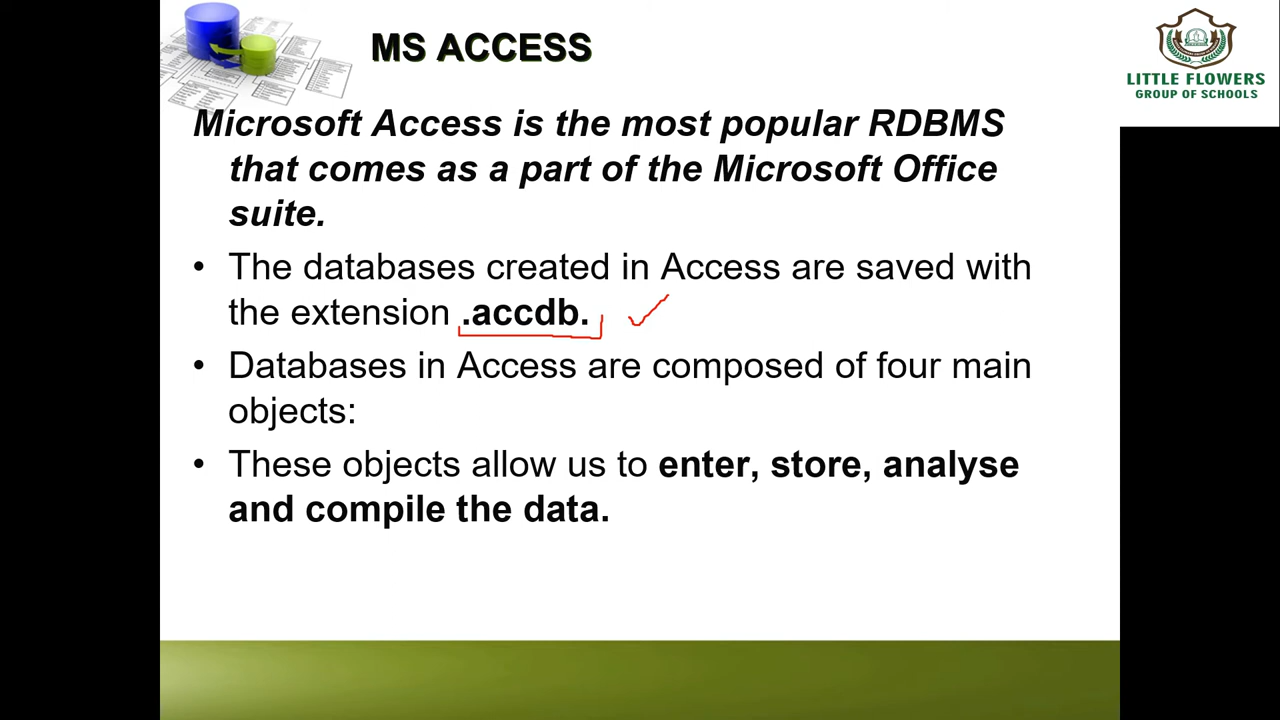 MS ACCESS
LITTLE FLOWERS
GROUP OF SCHOOLS
Microsoft Access is the most popular RDBMS
that comes as a part of the Microsoft Office
suite.
• The databases created in Access are saved with
the extension .accdb.
• Databases in Access are composed of four main
objects:
• These objects allow us to enter, store, analyse
and compile the data.